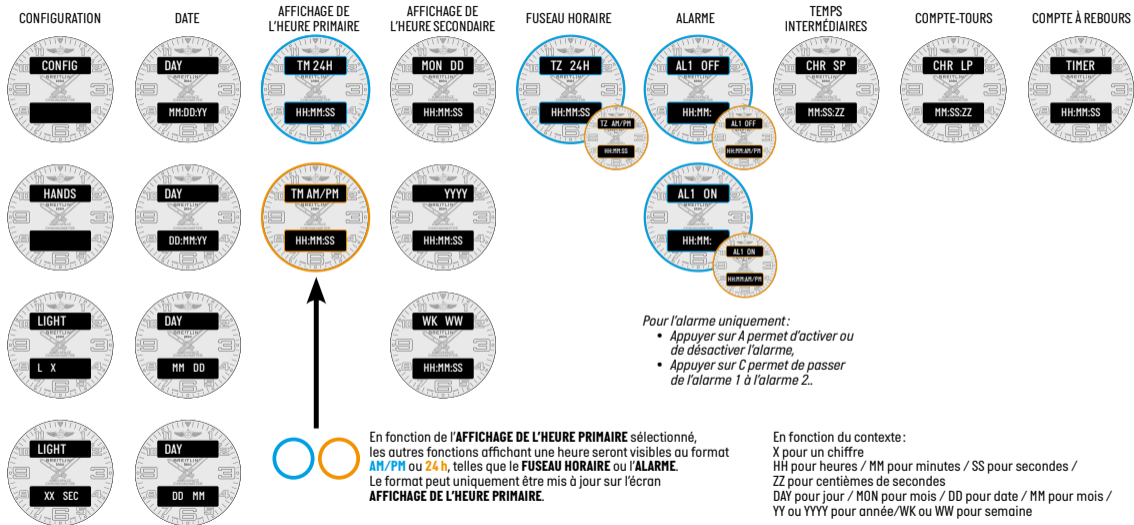 CONFIGURATION
DATE
AFFICHAGE DE
L'HEURE PRIMAIRE
AFFICHAGE DE
L'HEURE SECONDAIRE
FUSEAU HORAIRE
ALARME
TEMPS
INTERMÉDIAIRES
COMPTE-TOURS
COMPTE À REBOURS
CONFIG
DAY
MM:DD:YY
TM 24H
HH:MM:SS
MON DD
HH:MM:SS
TZ 24H
HH:MM:SS
TZ AM/PM
HH:MM:SS
AL1 OFF
HH:MM:
AL1 OFF
HH:MM:AM/PM
CHR SP
MM:SS:ZZ
CHR LP
MM:SS:ZZ
TIMER
HH:MM:SS
HANDS
DAY
DD:MM:YY
TM AM/PM
HH:MM:SS
YYYY
HH:MM:SS
AL1 ON
HH:MM:
AL1 ON
HH:MM:AM/PM
LIGHT
L X
DAY
MM DD
WK WW
HH:MM:SS
Pour l'alarme uniquement :
• Appuyer sur A permet d'activer ou
de désactiver l'alarme,
• Appuyer sur C permet de passer
de l'alarme 1 à l'alarme 2..
LIGHT
XX SEC
DAY
DD MM
En fonction de l'AFFICHAGE DE L'HEURE PRIMAIRE sélectionné,
les autres fonctions affichant une heure seront visibles au format
AM/PM ou 24 h, telles que le FUSEAU HORAIRE ou l'ALARME.
Le format peut uniquement être mis à jour sur l'écran
AFFICHAGE DE L'HEURE PRIMAIRE.
En fonction du contexte :
X pour un chiffre
HH pour heures / MM pour minutes / SS pour secondes /
ZZ pour centièmes de secondes
DAY pour jour / MON pour mois / DD pour date / MM pour mois /
YY ou YYYY pour année/WK ou WW pour semaine